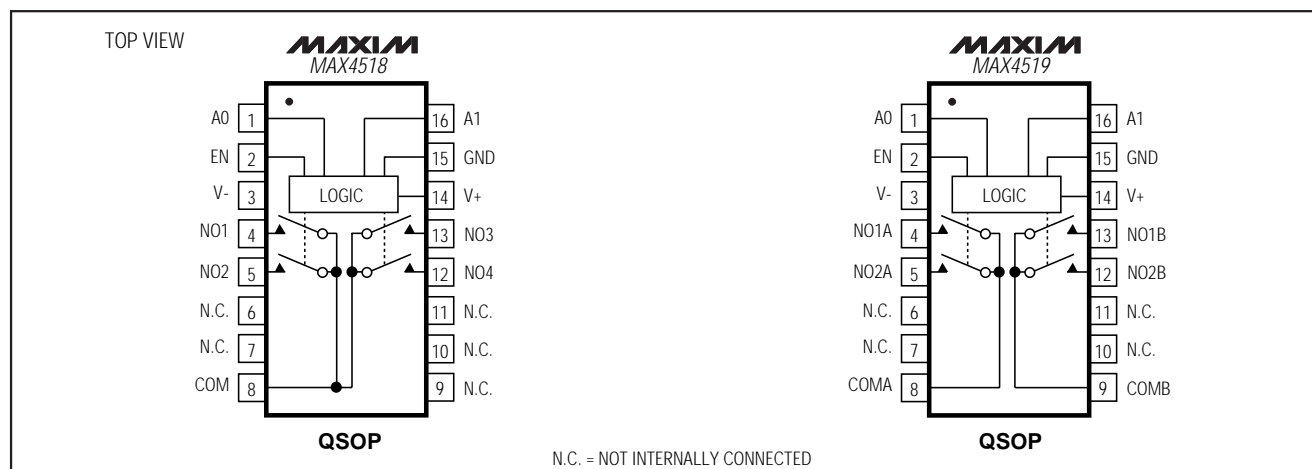 TOP VIEW
MAXIM
MAX4518
A0 1 16 A1
EN 2 15 GND
LOGIC
V- 3 14 V+
NO1 4 13 NO3
NO2 5 12 NO4
N.C. 6 11 N.C.
N.C. 7 10 N.C.
COM 8 9 N.C.
QSOP
MAXIM
MAX4519
A0 1 16 A1
EN 2 15 GND
LOGIC
V- 3 14 V+
NO1A 4 13 NO1B
NO2A 5 12 NO2B
N.C. 6 11 N.C.
N.C. 7 10 N.C.
COMA 8 9 COMB
QSOP
N.C. = NOT INTERNALLY CONNECTED